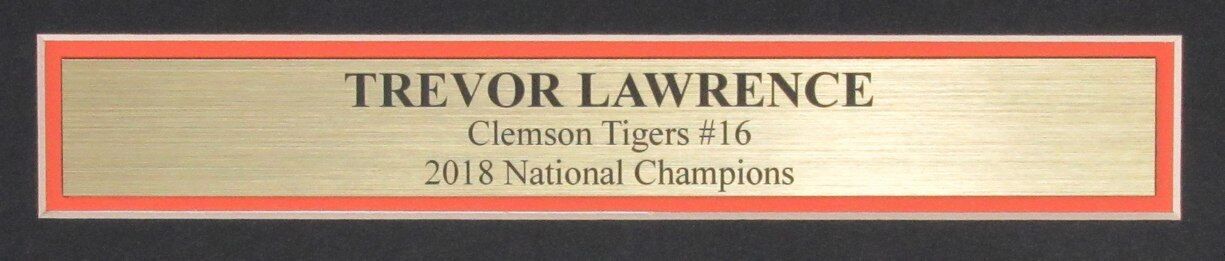 TREVOR LAWRENCE
Clemson Tigers #16
2018 National Champions